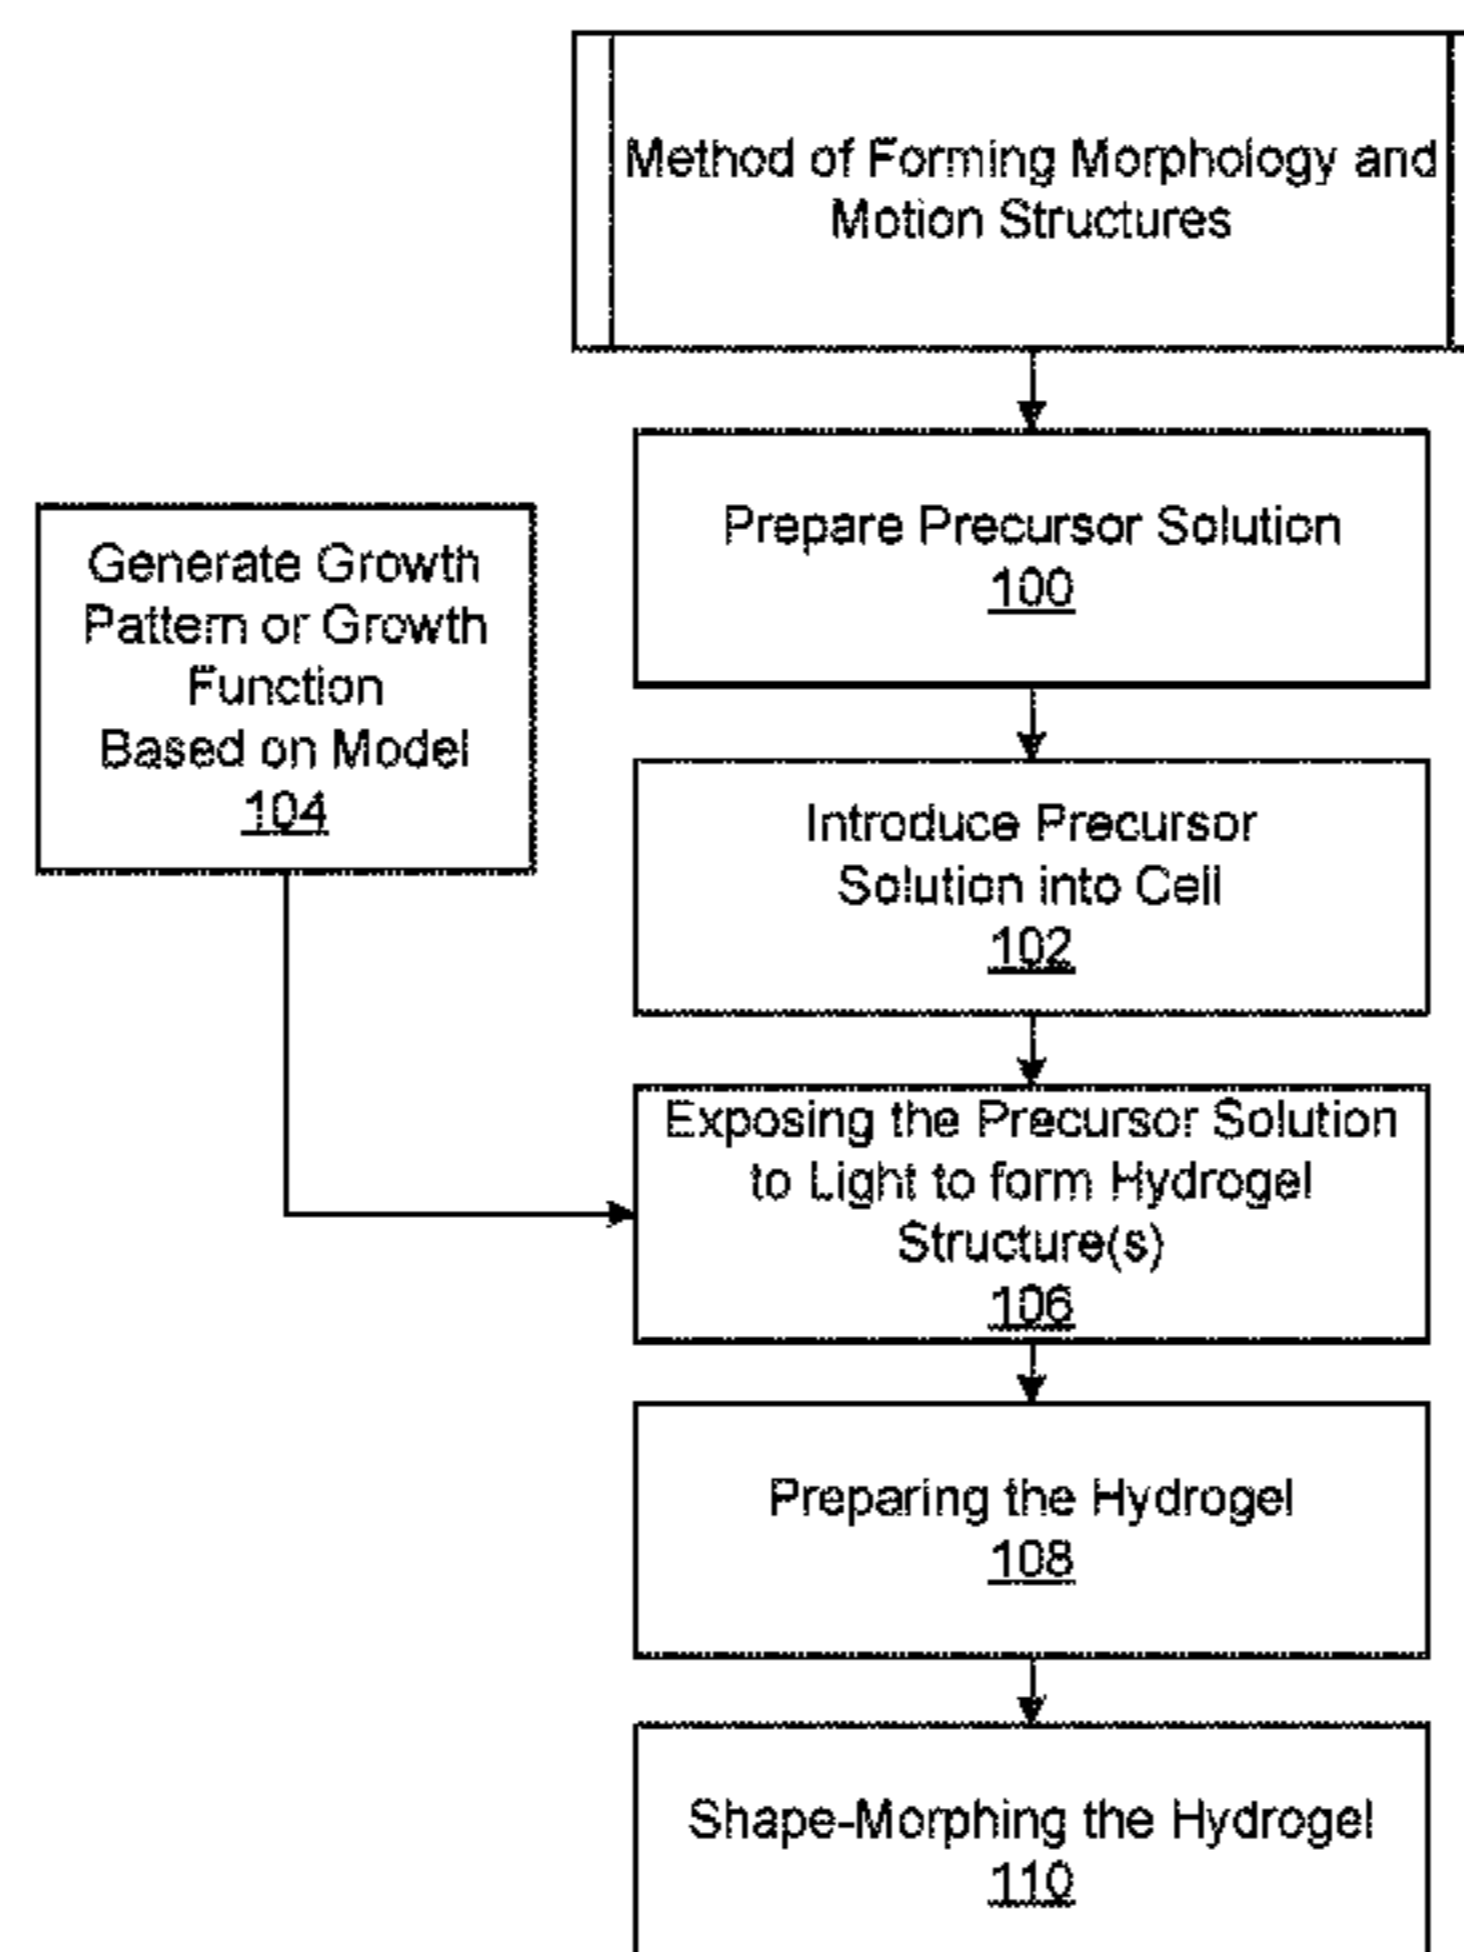 Method of Forming Morphology and
Motion Structures
Prepare Precursor Solution
100
Generate Growth
Pattern or Growth
Function
Based on Model
104
Introduce Precursor
Solution into Cell
102
Exposing the Precursor Solution
to Light to form Hydrogel
Structure(s)
106
Preparing the Hydrogel
108
Shape-Morphing the Hydrogel
110